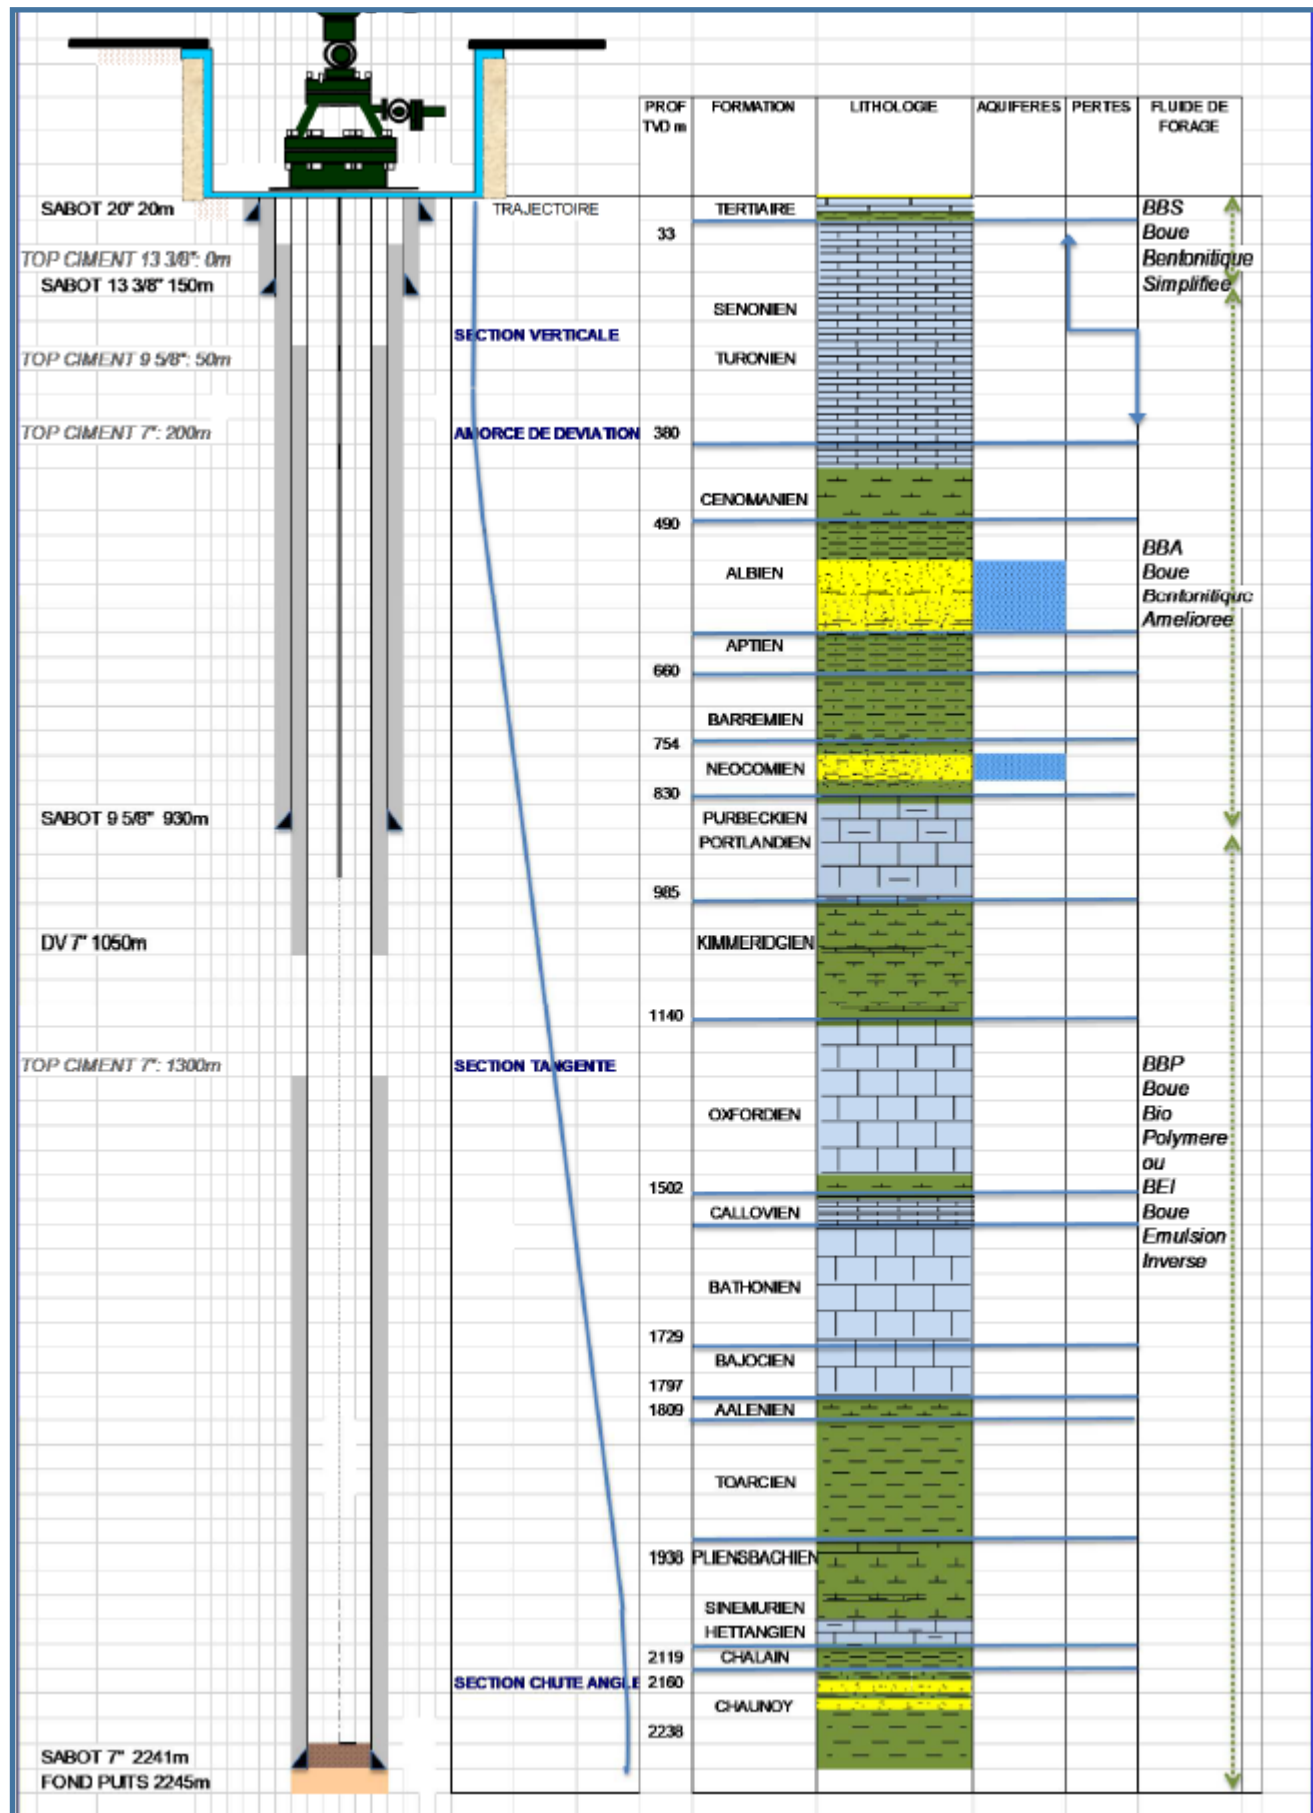 PROF TVD m
FORMATION
LITHOLOGIE
AQUIFERES
PERTES
FLUIDE DE FORAGE
SABOT 20" 20m
TOP CIMENT 13 3/8": 0m
SABOT 13 3/8" 150m
TOP CIMENT 9 5/8": 50m
TOP CIMENT 7": 200m
SABOT 9 5/8" 930m
DV 7" 1050m
TOP CIMENT 7": 1300m
SABOT 7" 2241m
FOND PUITS 2245m
TRAJECTOIRE
SECTION VERTICALE
AMORCE DE DEVIATION
SECTION TANGENTE
SECTION CHUTE ANGLE
33
380
490
660
754
830
985
1140
1502
1729
1797
1809
1938
2119
2160
2238
TERTIAIRE
SENONIEN
TURONIEN
CENOMANIEN
ALBIEN
APTIEN
BARREMIEN
NEOCOMIEN
PURBECKIEN
PORTLANDIEN
KIMMERIDGIEN
OXFORDIEN
CALLOVIEN
BATHONIEN
BAJOCIEN
AALENIEN
TOARCIEN
PLIENSBACHIEN
SINEMURIEN
HETTANGIEN
CHALAIN
CHAUNOY
BBS
Boue
Bentonitique
Simplifiee
BBA
Boue
Bentonitique
Amelioree
BBP
Boue
Bio
Polymere
ou
BEI
Boue
Emulsion
Inverse